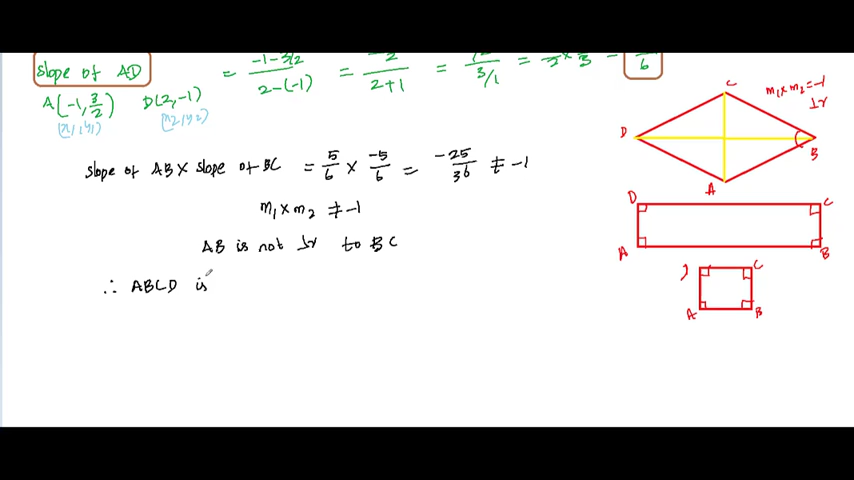 slope of AD = -1-3/2 / 2-(-1) = / 2+1 = / 3/1 = 6
A(-1, 3/2) D(2,-1)
(x1,y1) (x2,y2)
slope of AB X slope of BC = 5/6 × -5/6 = -25/36 ≠ -1
m1 × m2 ≠ -1
AB is not ⊥r to BC
∴ ABCD is
C
m1 × m2 = -1
⊥r
D
B
A
D C
A B
C
A B